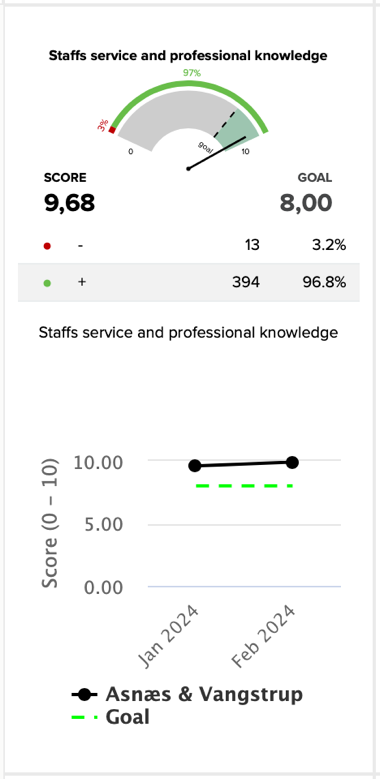 Staffs service and professional knowledge
97%
3%
goal
0
10
SCORE
GOAL
9,68
8,00
- 13 3.2%
+ 394 96.8%
Staffs service and professional knowledge
Score (0 – 10)
10.00
5.00
0.00
Jan 2024
Feb 2024
Asnæs & Vangstrup
Goal